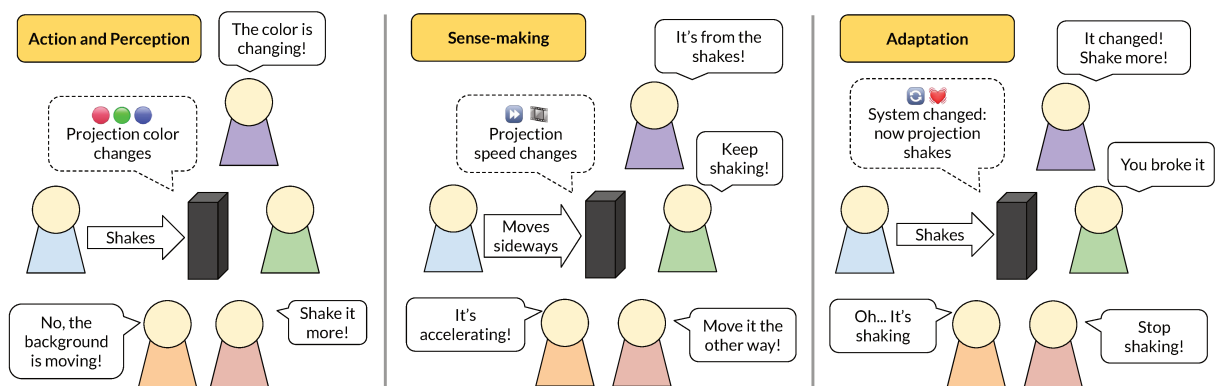 Action and Perception
The color is
changing!
Projection color
changes
Shakes
No, the
background
is moving!
Shake it
more!
Sense-making
It's from the
shakes!
Projection
speed changes
Keep
shaking!
Moves
sideways
It's
accelerating!
Move it the
other way!
Adaptation
It changed!
Shake more!
System changed:
now projection
shakes
You broke it
Shakes
Oh... It's
shaking
Stop
shaking!